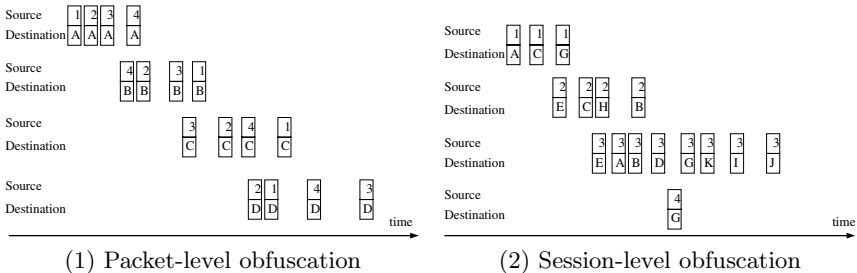 Source 1 2 3 4
Destination A A A A
Source 4 2 3 1
Destination B B B B
Source 3 2 4 1
Destination C C C C
Source 2 1 4 3
Destination D D D D
time
(1) Packet-level obfuscation
Source 1 1 1
Destination A C G
Source 2 2 2 2
Destination E C H B
Source 3 3 3 3 3 3 3 3
Destination E A B D G K I J
Source 4
Destination G
time
(2) Session-level obfuscation